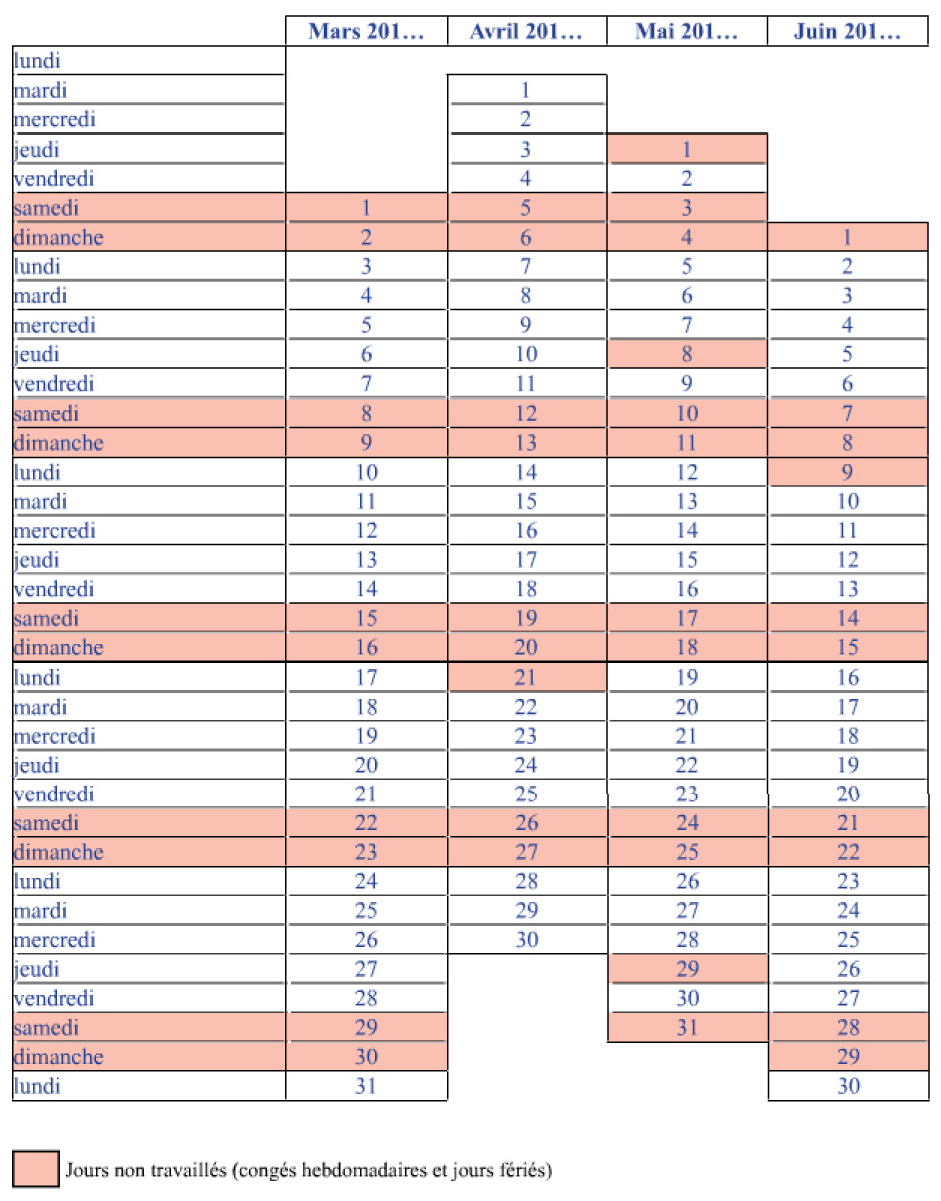 Mars 201… Avril 201… Mai 201… Juin 201…
lundi
mardi 1
mercredi 2
jeudi 3 1
vendredi 4 2
samedi 1 5 3
dimanche 2 6 4 1
lundi 3 7 5 2
mardi 4 8 6 3
mercredi 5 9 7 4
jeudi 6 10 8 5
vendredi 7 11 9 6
samedi 8 12 10 7
dimanche 9 13 11 8
lundi 10 14 12 9
mardi 11 15 13 10
mercredi 12 16 14 11
jeudi 13 17 15 12
vendredi 14 18 16 13
samedi 15 19 17 14
dimanche 16 20 18 15
lundi 17 21 19 16
mardi 18 22 20 17
mercredi 19 23 21 18
jeudi 20 24 22 19
vendredi 21 25 23 20
samedi 22 26 24 21
dimanche 23 27 25 22
lundi 24 28 26 23
mardi 25 29 27 24
mercredi 26 30 28 25
jeudi 27 29 26
vendredi 28 30 27
samedi 29 31 28
dimanche 30 29
lundi 31 30
Jours non travaillés (congés hebdomadaires et jours fériés)